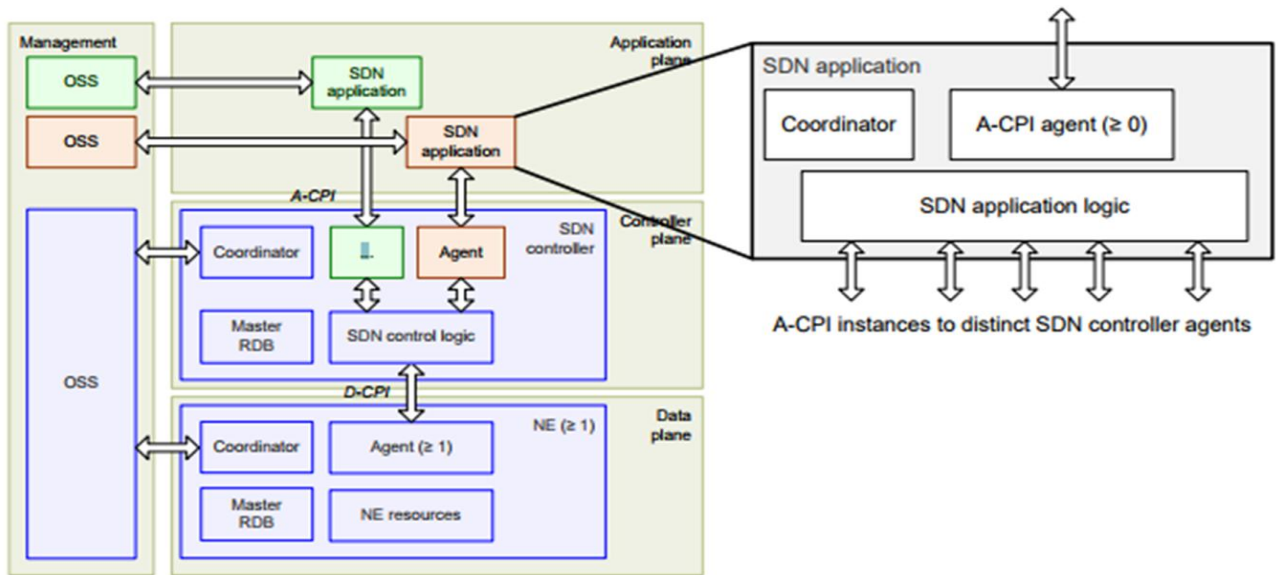 Management
OSS
OSS
OSS
Application
plane
SDN
application
SDN
application
A-CPI
Controller
plane
SDN
controller
Coordinator
Agent
Master
RDB
SDN control logic
D-CPI
Data
plane
NE (≥ 1)
Coordinator
Agent (≥ 1)
Master
RDB
NE resources
SDN application
Coordinator
A-CPI agent (≥ 0)
SDN application logic
A-CPI instances to distinct SDN controller agents